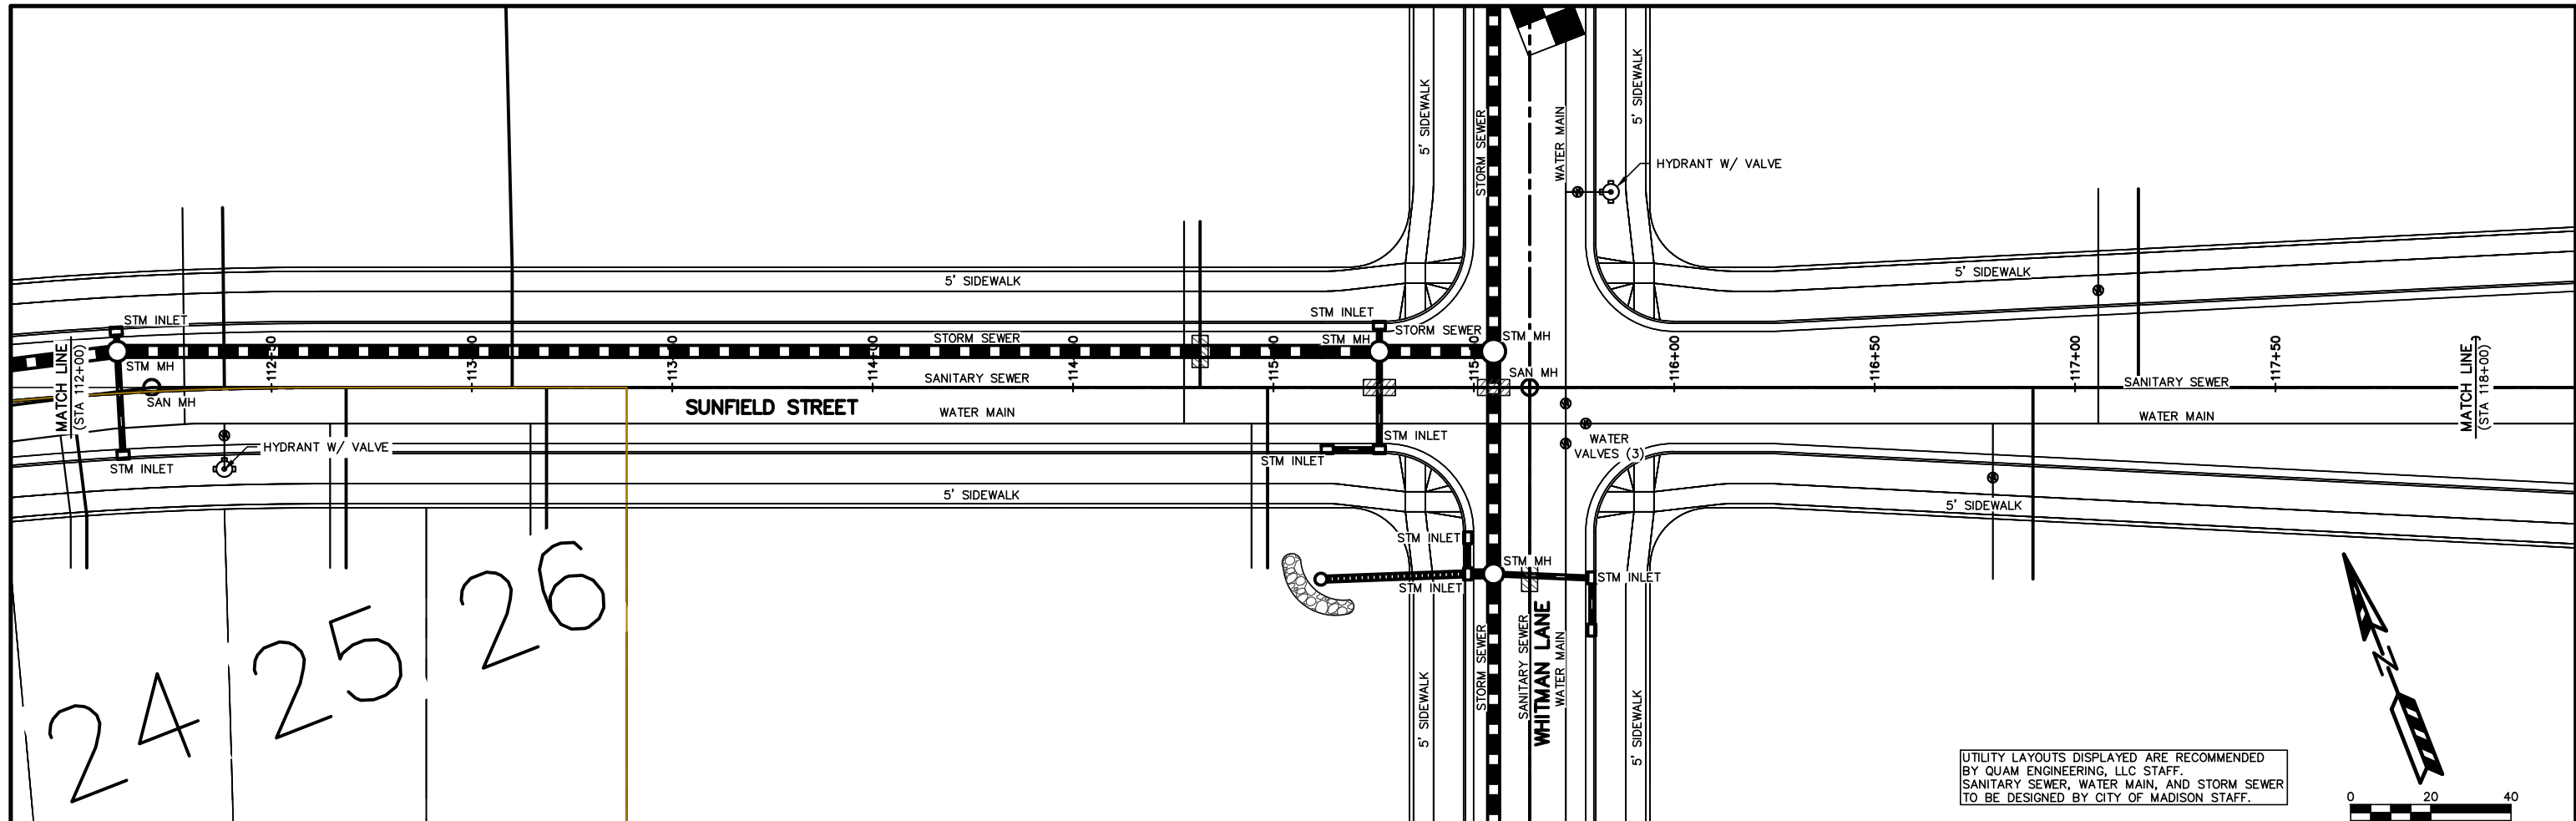 5' SIDEWALK
5' SIDEWALK
STORM SEWER
WATER MAIN
HYDRANT W/ VALVE
5' SIDEWALK
5' SIDEWALK
STM INLET
STM INLET
STORM SEWER
STORM SEWER
STM MH
STM MH
STM MH
112+50
114+00
116+00
116+50
117+00
117+50
MATCH LINE
(STA 112+00)
MATCH LINE
(STA 118+00)
SANITARY SEWER
SAN MH
SANITARY SEWER
SAN MH
SUNFIELD STREET
WATER MAIN
WATER MAIN
HYDRANT W/ VALVE
STM INLET
STM INLET
STM INLET
WATER
VALVES (3)
5' SIDEWALK
5' SIDEWALK
STM INLET
STM MH
STM INLET
STM INLET
24
25
26
5' SIDEWALK
STORM SEWER
SANITARY SEWER
WHITMAN LANE
WATER MAIN
5' SIDEWALK
UTILITY LAYOUTS DISPLAYED ARE RECOMMENDED
BY QUAM ENGINEERING, LLC STAFF.
SANITARY SEWER, WATER MAIN, AND STORM SEWER
TO BE DESIGNED BY CITY OF MADISON STAFF.
0 20 40